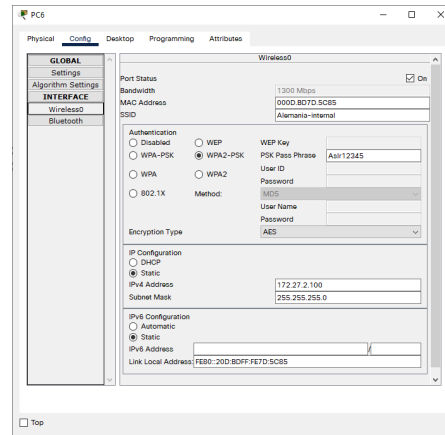 PC6
Physical Config Desktop Programming Attributes
GLOBAL
Settings
Algorithm Settings
INTERFACE
Wireless0
Bluetooth
Wireless0
Port Status On
Bandwidth 1300 Mbps
MAC Address 000D.BD7D.5C85
SSID Alemania-internal
Authentication
Disabled WEP WEP Key
WPA-PSK WPA2-PSK PSK Pass Phrase Asir12345
User ID
WPA WPA2
Password
802.1X Method: MD5
User Name
Password
Encryption Type AES
IP Configuration
DHCP
Static
IPv4 Address 172.27.2.100
Subnet Mask 255.255.255.0
IPv6 Configuration
Automatic
Static
IPv6 Address /
Link Local Address: FE80::20D:BDFF:FE7D:5C85
Top